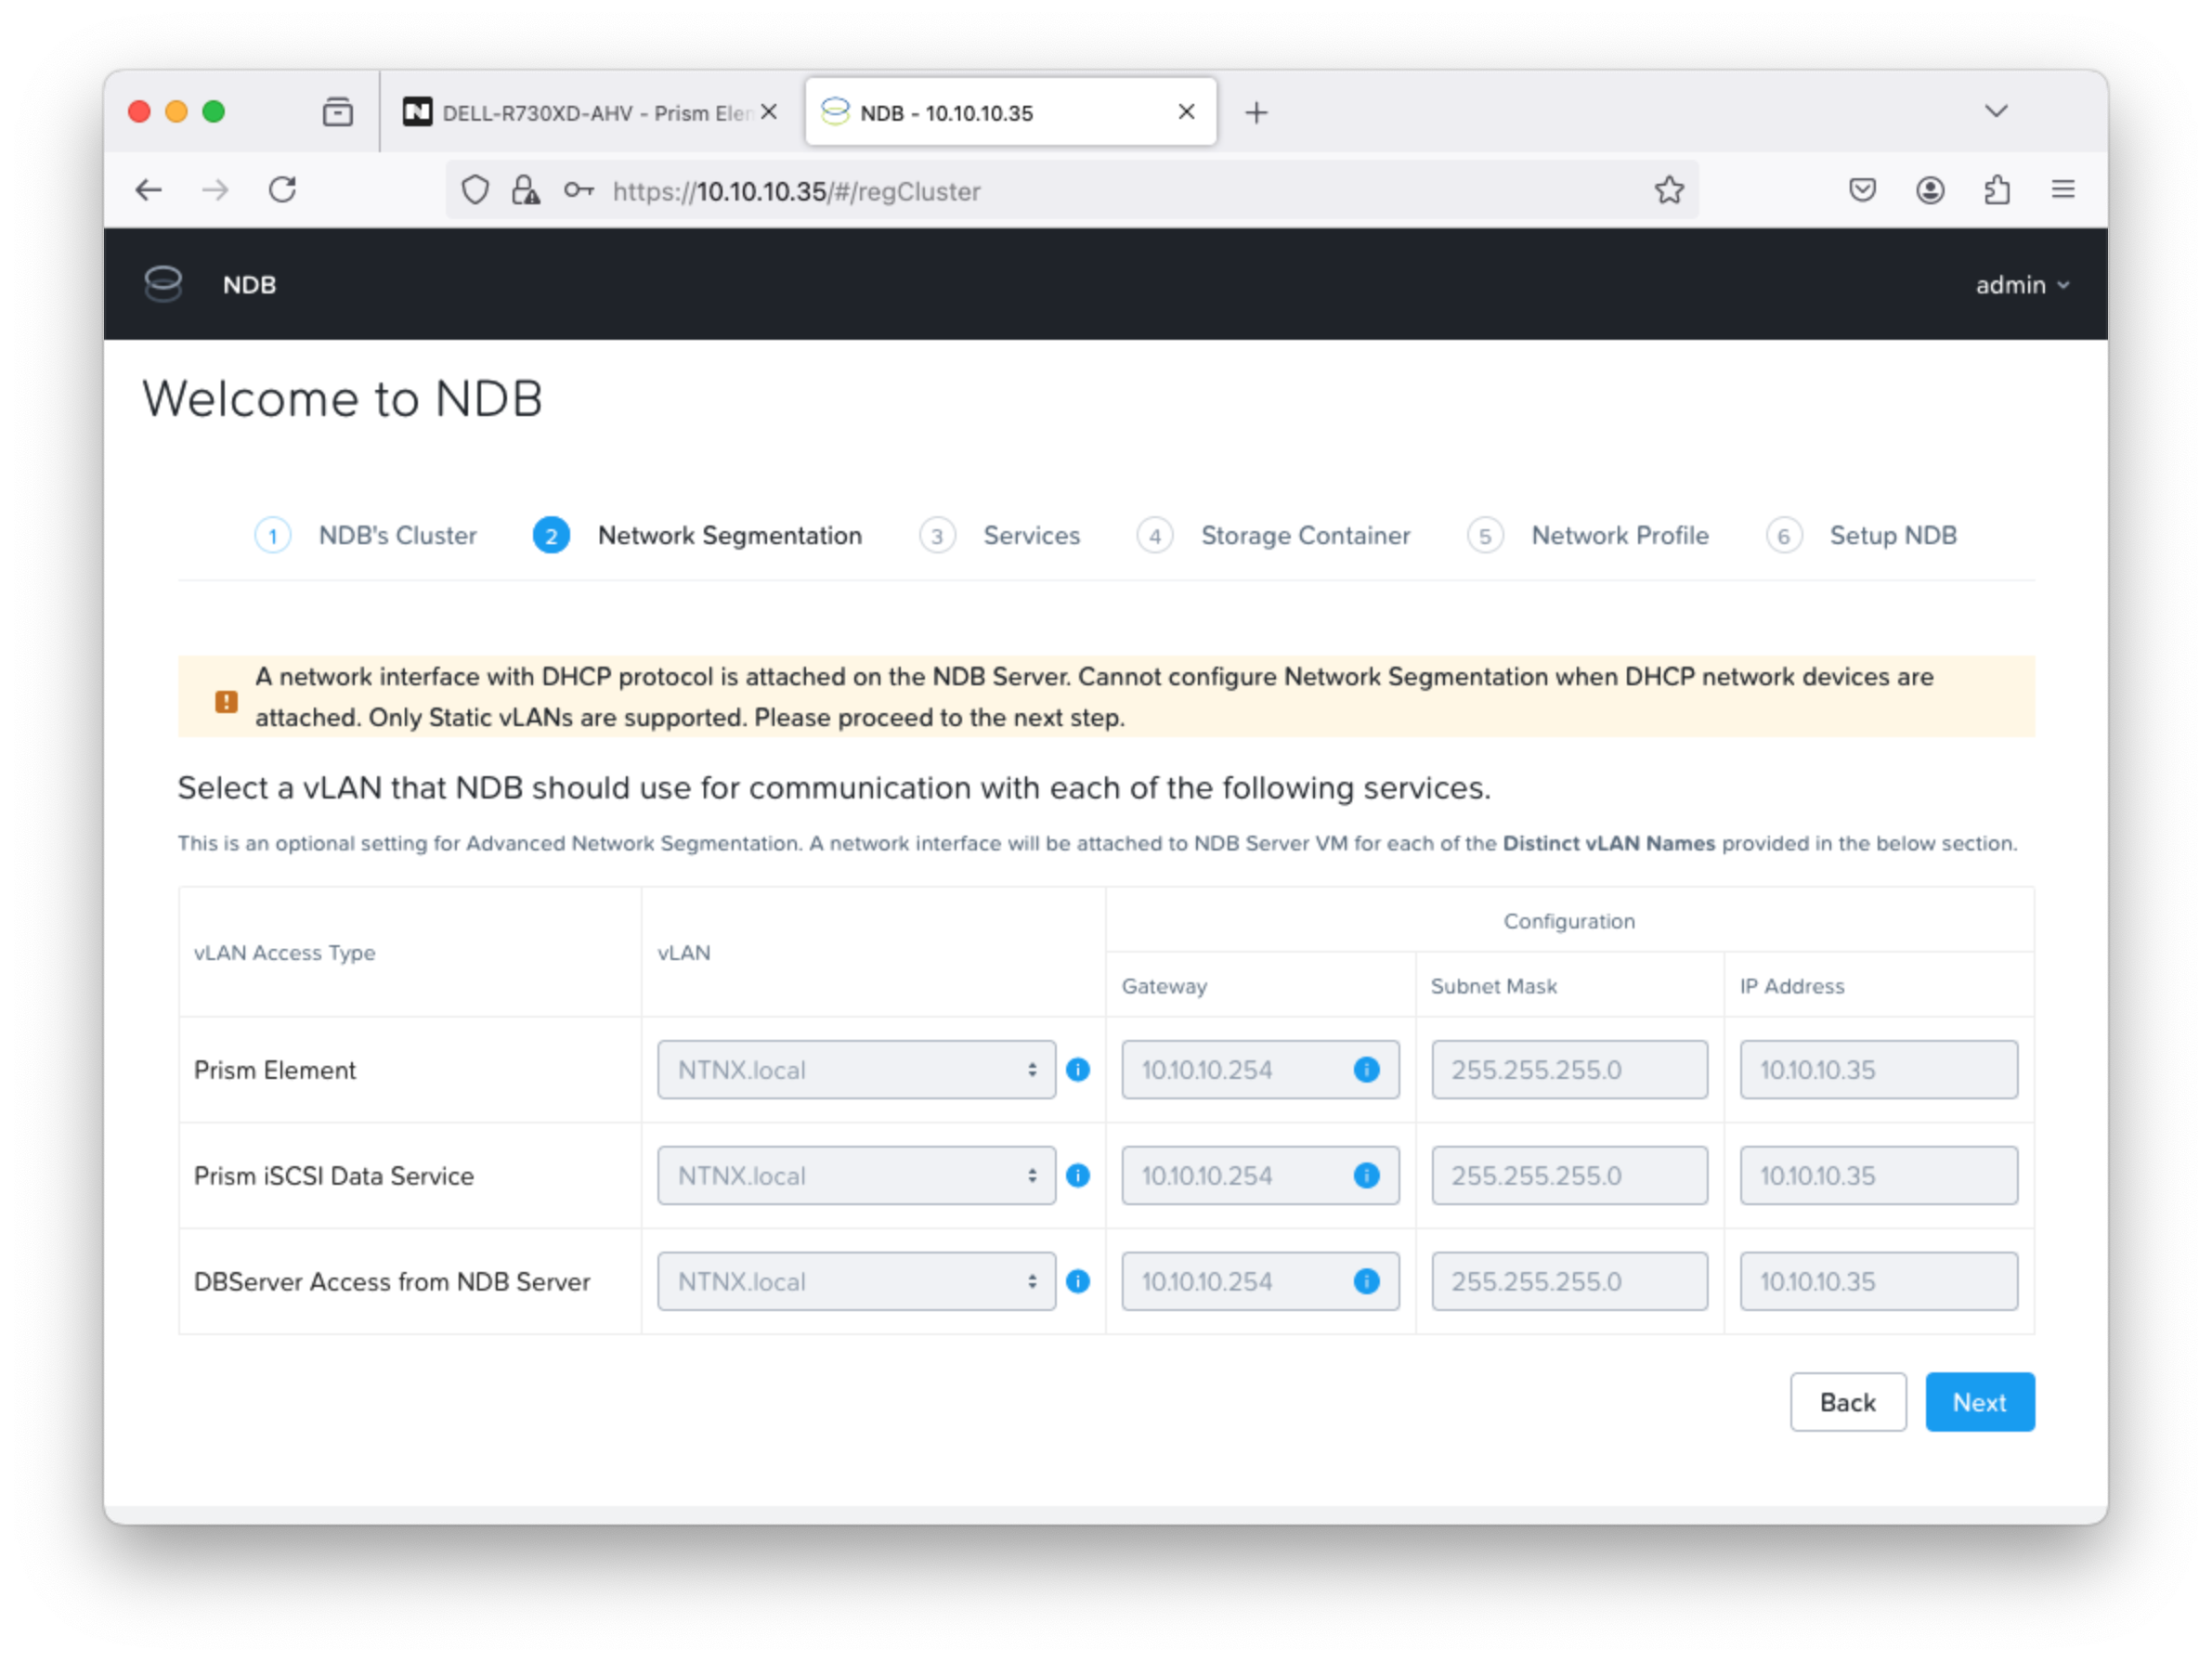 DELL-R730XD-AHV - Prism Elem
NDB - 10.10.10.35
https://10.10.10.35/#/regCluster
NDB
admin
Welcome to NDB
1 NDB's Cluster 2 Network Segmentation 3 Services 4 Storage Container 5 Network Profile 6 Setup NDB
A network interface with DHCP protocol is attached on the NDB Server. Cannot configure Network Segmentation when DHCP network devices are
attached. Only Static vLANs are supported. Please proceed to the next step.
Select a vLAN that NDB should use for communication with each of the following services.
This is an optional setting for Advanced Network Segmentation. A network interface will be attached to NDB Server VM for each of the Distinct vLAN Names provided in the below section.
Configuration
vLAN Access Type vLAN
Gateway Subnet Mask IP Address
Prism Element NTNX.local 10.10.10.254 255.255.255.0 10.10.10.35
Prism iSCSI Data Service NTNX.local 10.10.10.254 255.255.255.0 10.10.10.35
DBServer Access from NDB Server NTNX.local 10.10.10.254 255.255.255.0 10.10.10.35
Back Next